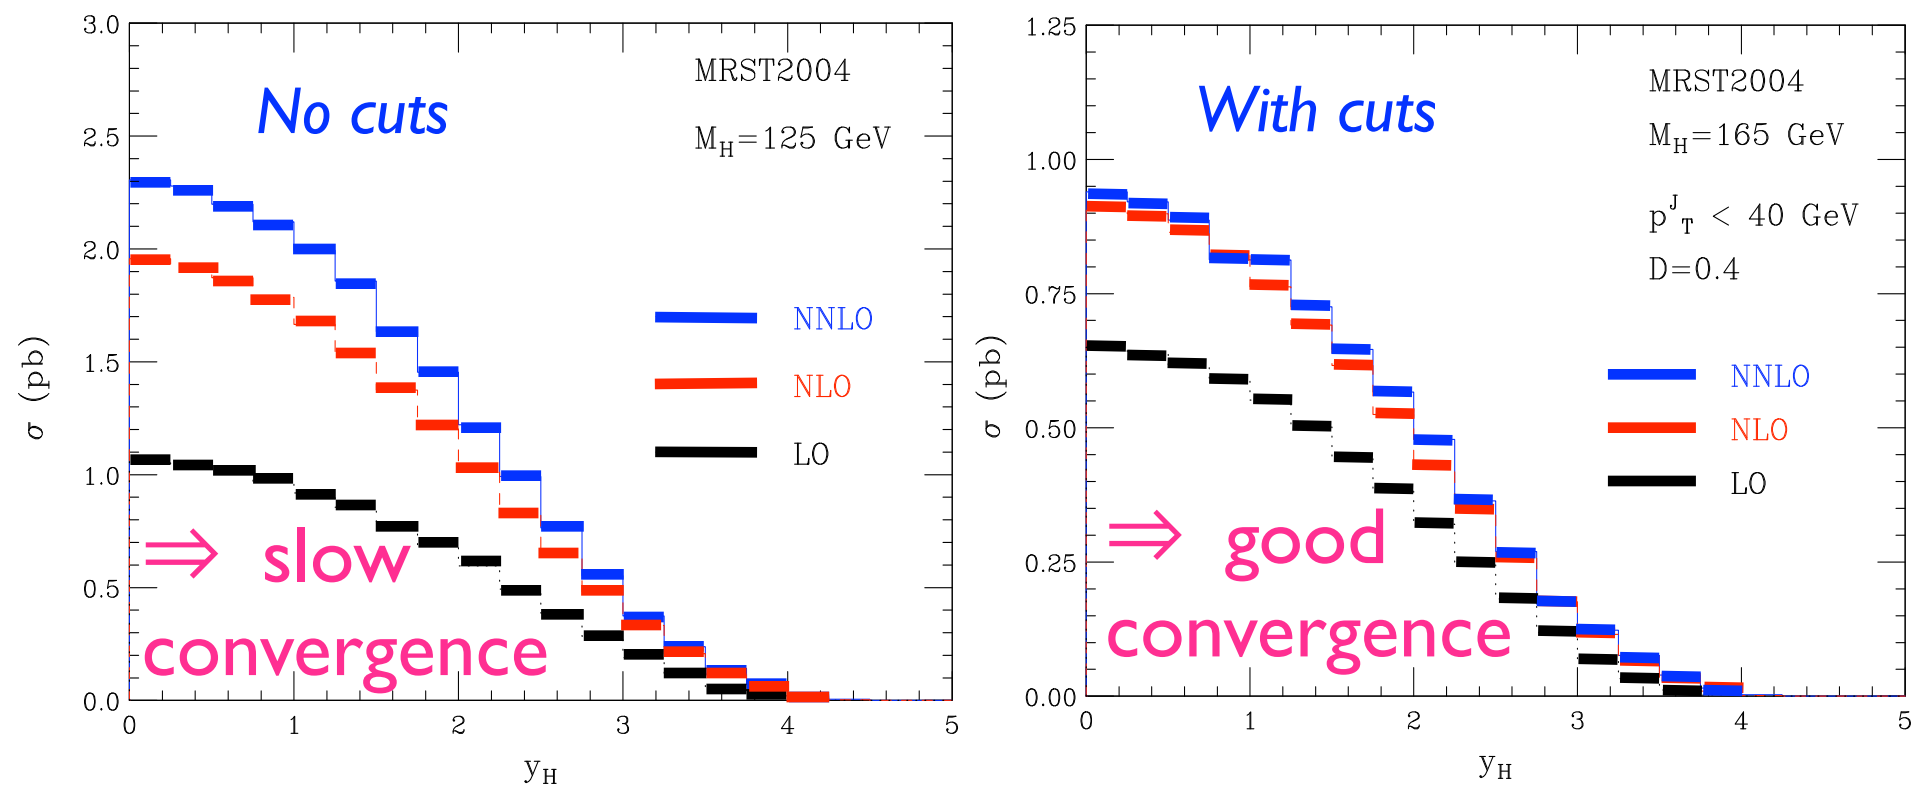 3.0
2.5
2.0
1.5
1.0
0.5
0.0
σ (pb)
No cuts
MRST2004
M_H=125 GeV
NNLO
NLO
LO
⇒ slow
convergence
0 1 2 3 4 5
y_H
1.25
1.00
0.75
0.50
0.25
0.00
σ (pb)
With cuts
MRST2004
M_H=165 GeV
p^J_T < 40 GeV
D=0.4
NNLO
NLO
LO
⇒ good
convergence
0 1 2 3 4 5
y_H